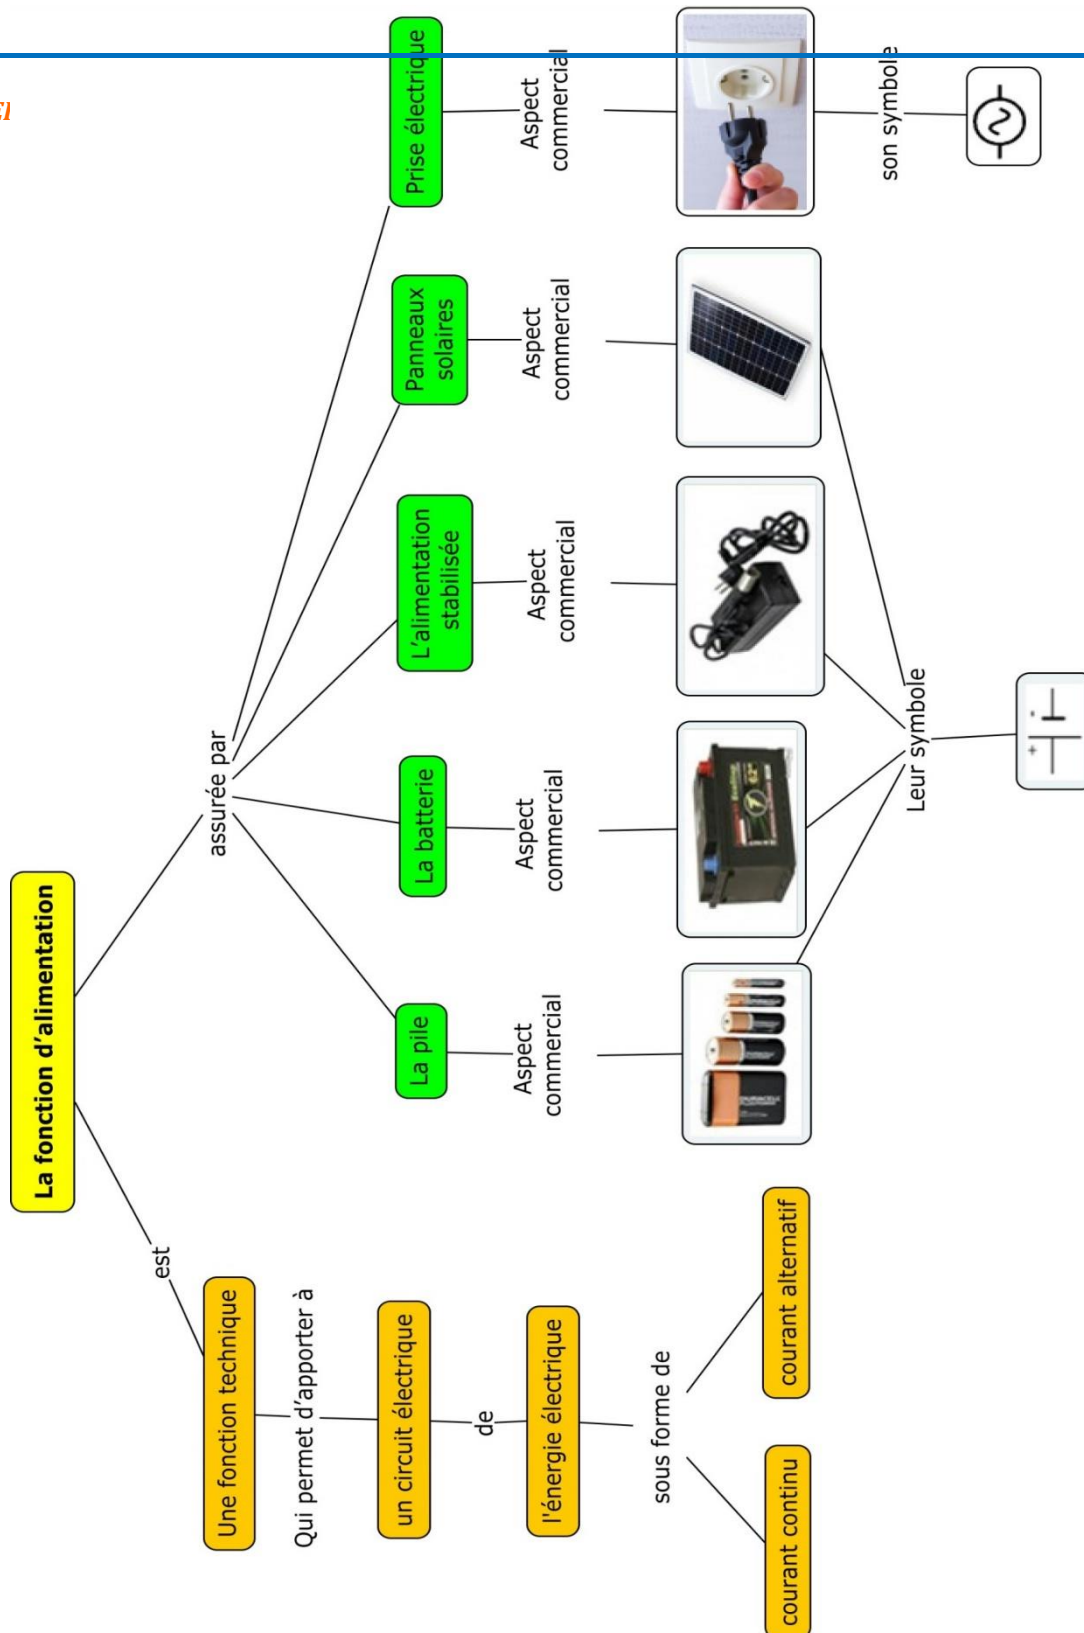 La fonction d'alimentation
est
assurée par
Une fonction technique
Qui permet d'apporter à
un circuit électrique
de
l'énergie électrique
sous forme de
courant continu
courant alternatif
La pile
La batterie
L'alimentation
stabilisée
Panneaux
solaires
Prise électrique
Aspect
commercial
Aspect
commercial
Aspect
commercial
Aspect
commercial
Aspect
commercial
DURACELL
Leur symbole
son symbole
+
-